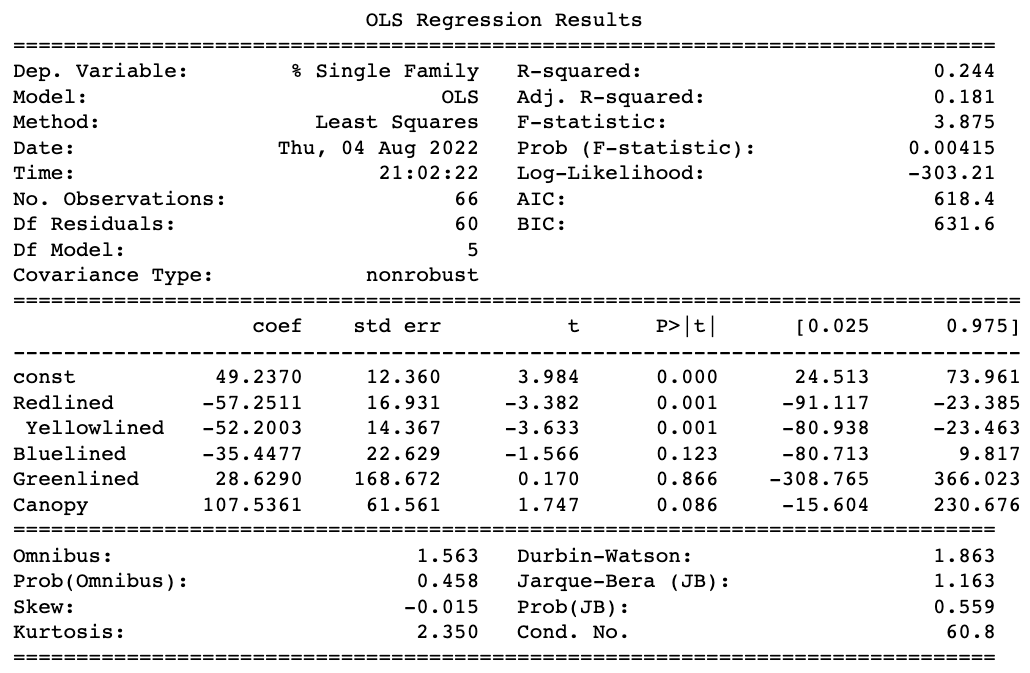 OLS Regression Results
==============================================================================
Dep. Variable: % Single Family R-squared: 0.244
Model: OLS Adj. R-squared: 0.181
Method: Least Squares F-statistic: 3.875
Date: Thu, 04 Aug 2022 Prob (F-statistic): 0.00415
Time: 21:02:22 Log-Likelihood: -303.21
No. Observations: 66 AIC: 618.4
Df Residuals: 60 BIC: 631.6
Df Model: 5
Covariance Type: nonrobust
================================================================================
coef std err t P>|t| [0.025 0.975]
--------------------------------------------------------------------------------
const 49.2370 12.360 3.984 0.000 24.513 73.961
Redlined -57.2511 16.931 -3.382 0.001 -91.117 -23.385
Yellowlined -52.2003 14.367 -3.633 0.001 -80.938 -23.463
Bluelined -35.4477 22.629 -1.566 0.123 -80.713 9.817
Greenlined 28.6290 168.672 0.170 0.866 -308.765 366.023
Canopy 107.5361 61.561 1.747 0.086 -15.604 230.676
==============================================================================
Omnibus: 1.563 Durbin-Watson: 1.863
Prob(Omnibus): 0.458 Jarque-Bera (JB): 1.163
Skew: -0.015 Prob(JB): 0.559
Kurtosis: 2.350 Cond. No. 60.8
==============================================================================